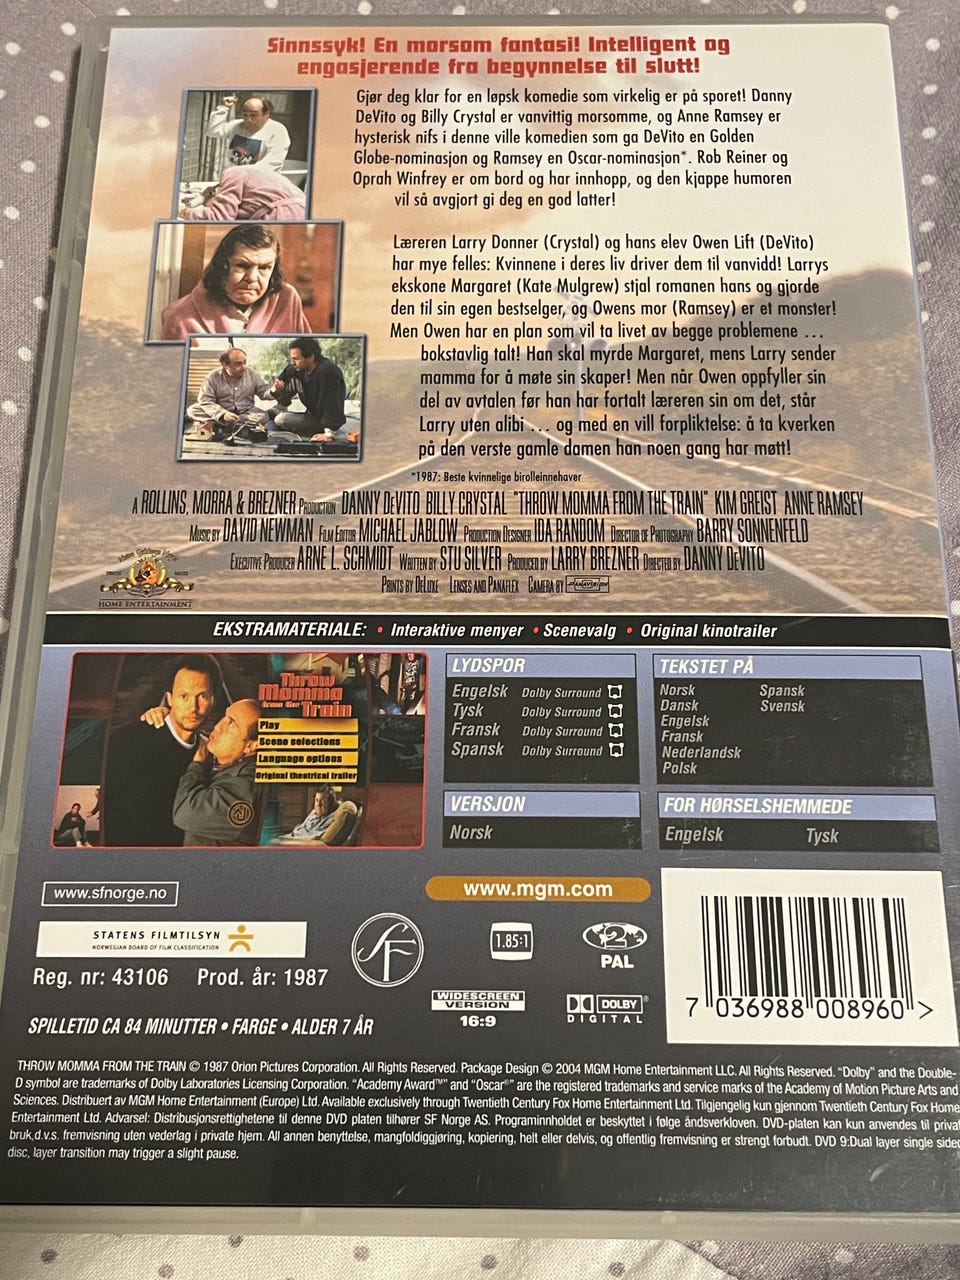 Sinnssyk! En morsom fantasi! Intelligent og
engasjerende fra begynnelse til slutt!
Gjør deg klar for en løpsk komedie som virkelig er på sporet! Danny
DeVito og Billy Crystal er vanvittig morsomme, og Anne Ramsey er
hysterisk nifs i denne ville komedien som ga DeVito en Golden
Globe-nominasjon og Ramsey en Oscar-nominasjon*. Rob Reiner og
Oprah Winfrey er om bord og har innhopp, og den kjappe humoren
vil så avgjort gi deg en god latter!
Læreren Larry Donner (Crystal) og hans elev Owen Lift (DeVito)
har mye felles: Kvinnene i deres liv driver dem til vanvidd! Larrys
ekskone Margaret (Kate Mulgrew) stjal romanen hans og gjorde
den til sin egen bestselger, og Owens mor (Ramsey) er et monster!
Men Owen har en plan som vil ta livet av begge problemene ...
bokstavlig talt! Han skal myrde Margaret, mens Larry sender
mamma for å møte sin skaper! Men når Owen oppfyller sin
del av avtalen før han har fortalt læreren sin om det, står
Larry uten alibi ... og med en vill forpliktelse: å ta kverken
på den verste gamle damen han noen gang har møtt!
*1987: Beste kvinnelige birolleinnehaver
A ROLLINS, MORRA & BREZNER PRODUCTION DANNY DEVITO BILLY CRYSTAL "THROW MOMMA FROM THE TRAIN" KIM GREIST ANNE RAMSEY
MUSIC BY DAVID NEWMAN FILM EDITOR MICHAEL JABLOW PRODUCTION DESIGNER IDA RANDOM DIRECTOR OF PHOTOGRAPHY BARRY SONNENFELD
EXECUTIVE PRODUCER ARNE L. SCHMIDT WRITTEN BY STU SILVER PRODUCED BY LARRY BREZNER DIRECTED BY DANNY DEVITO
PRINTS BY DELUXE LENSES AND PANAFLEX CAMERA BY PANAVISION
HOME ENTERTAINMENT
EKSTRAMATERIALE: • Interaktive menyer • Scenevalg • Original kinotrailer
Throw
Momma
from the
Train
Play
Scene selections
Language options
Original theatrical trailer
LYDSPOR
Engelsk Dolby Surround
Tysk Dolby Surround
Fransk Dolby Surround
Spansk Dolby Surround
VERSJON
Norsk
TEKSTET PÅ
Norsk Spansk
Dansk Svensk
Engelsk
Fransk
Nederlandsk
Polsk
FOR HØRSELSHEMMEDE
Engelsk Tysk
www.sfnorge.no
www.mgm.com
STATENS FILMTILSYN
NORWEGIAN BOARD OF FILM CLASSIFICATION
Reg. nr: 43106 Prod. år: 1987
SF
1.85:1
2
PAL
WIDESCREEN
VERSION
16:9
DOLBY
DIGITAL
7 036988 008960 >
SPILLETID CA 84 MINUTTER • FARGE • ALDER 7 ÅR
THROW MOMMA FROM THE TRAIN © 1987 Orion Pictures Corporation. All Rights Reserved. Package Design © 2004 MGM Home Entertainment LLC. All Rights Reserved. "Dolby" and the Double-
D symbol are trademarks of Dolby Laboratories Licensing Corporation. "Academy Award™" and "Oscar®" are the registered trademarks and service marks of the Academy of Motion Picture Arts and
Sciences. Distribuert av MGM Home Entertainment (Europe) Ltd. Available exclusively through Twentieth Century Fox Home Entertainment Ltd. Tilgjengelig kun gjennom Twentieth Century Fox Home
Entertainment Ltd. Advarsel: Distribusjonsrettighetene til denne DVD platen tilhører SF Norge AS. Programinnholdet er beskyttet i følge åndsverkloven. DVD-platen kan kun anvendes til privat
bruk,d.v.s. fremvisning uten vederlag i private hjem. All annen benyttelse, mangfoldiggjøring, kopiering, helt eller delvis, og offentlig fremvisning er strengt forbudt. DVD 9:Dual layer single sided
disc, layer transition may trigger a slight pause.